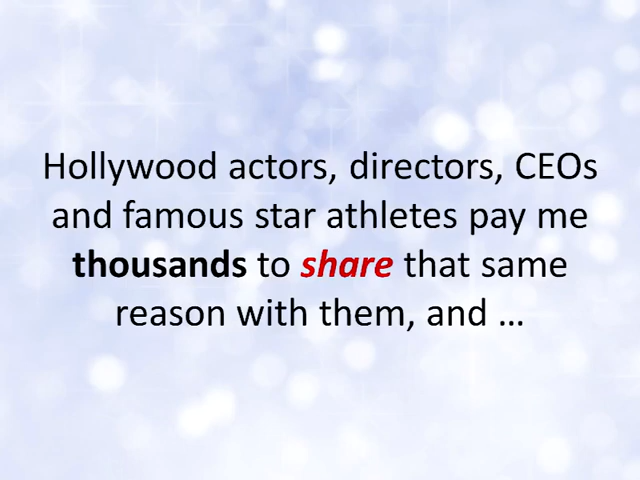 Hollywood actors, directors, CEOs
and famous star athletes pay me
thousands to share that same
reason with them, and …